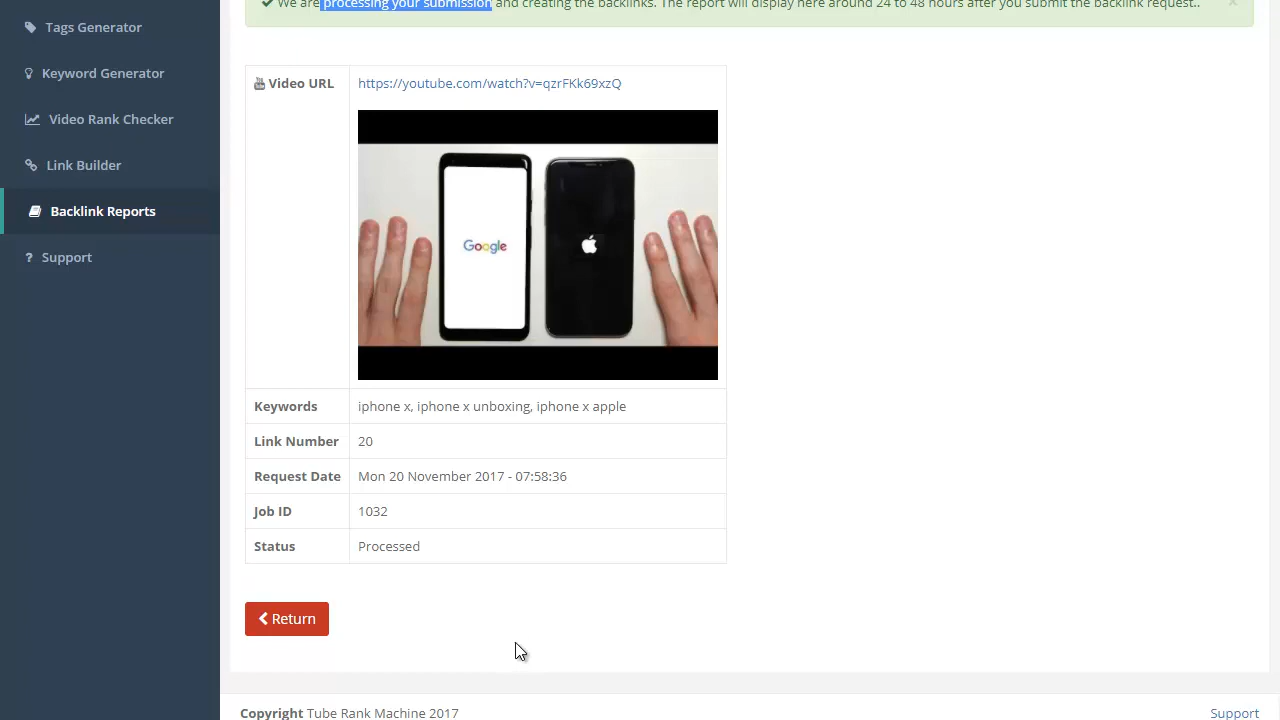 Tags Generator
Keyword Generator
Video Rank Checker
Link Builder
Backlink Reports
? Support
We are processing your submission and creating the backlinks. The report will display here around 24 to 48 hours after you submit the backlink request..
Video URL
https://youtube.com/watch?v=qzrFKk69xzQ
Google
Keywords
iphone x, iphone x unboxing, iphone x apple
Link Number
20
Request Date
Mon 20 November 2017 - 07:58:36
Job ID
1032
Status
Processed
Return
Copyright Tube Rank Machine 2017
Support